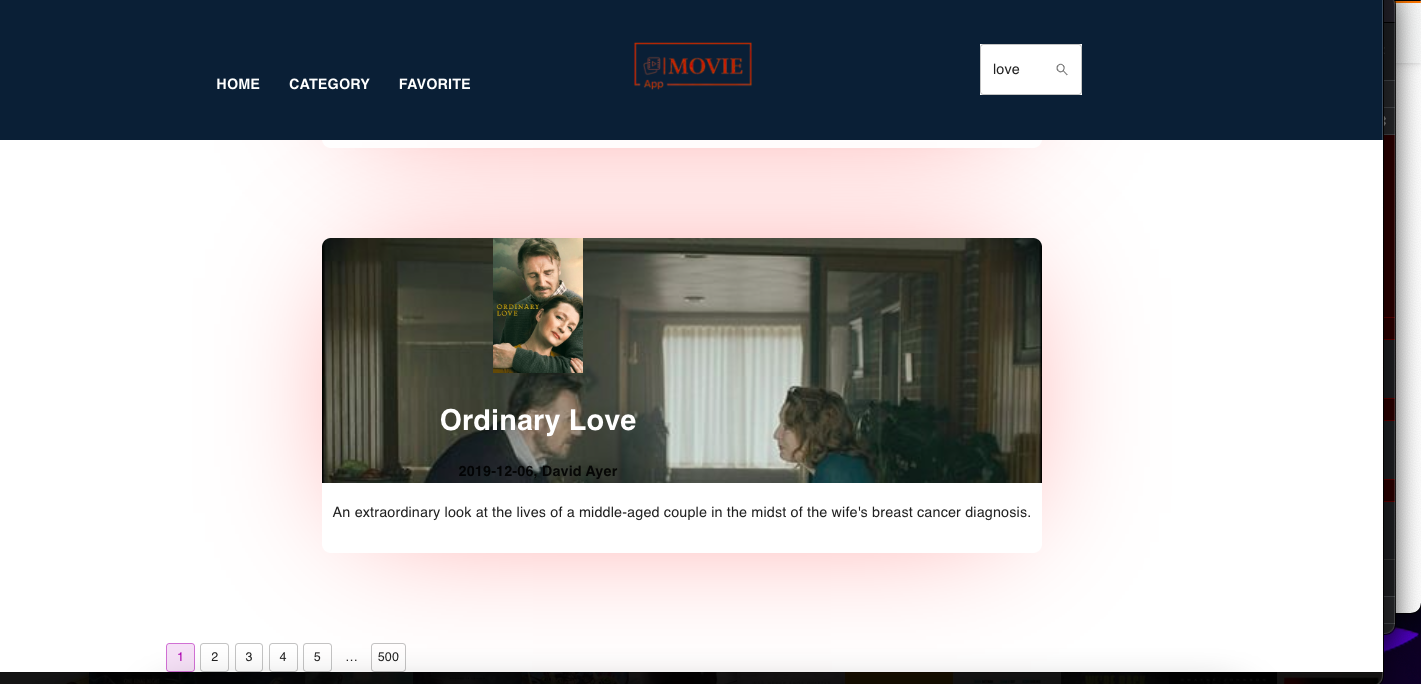 HOME CATEGORY FAVORITE
MOVIE
App
love
ORDINARY
LOVE
Ordinary Love
2019-12-06, David Ayer
An extraordinary look at the lives of a middle-aged couple in the midst of the wife's breast cancer diagnosis.
1 2 3 4 5 ... 500